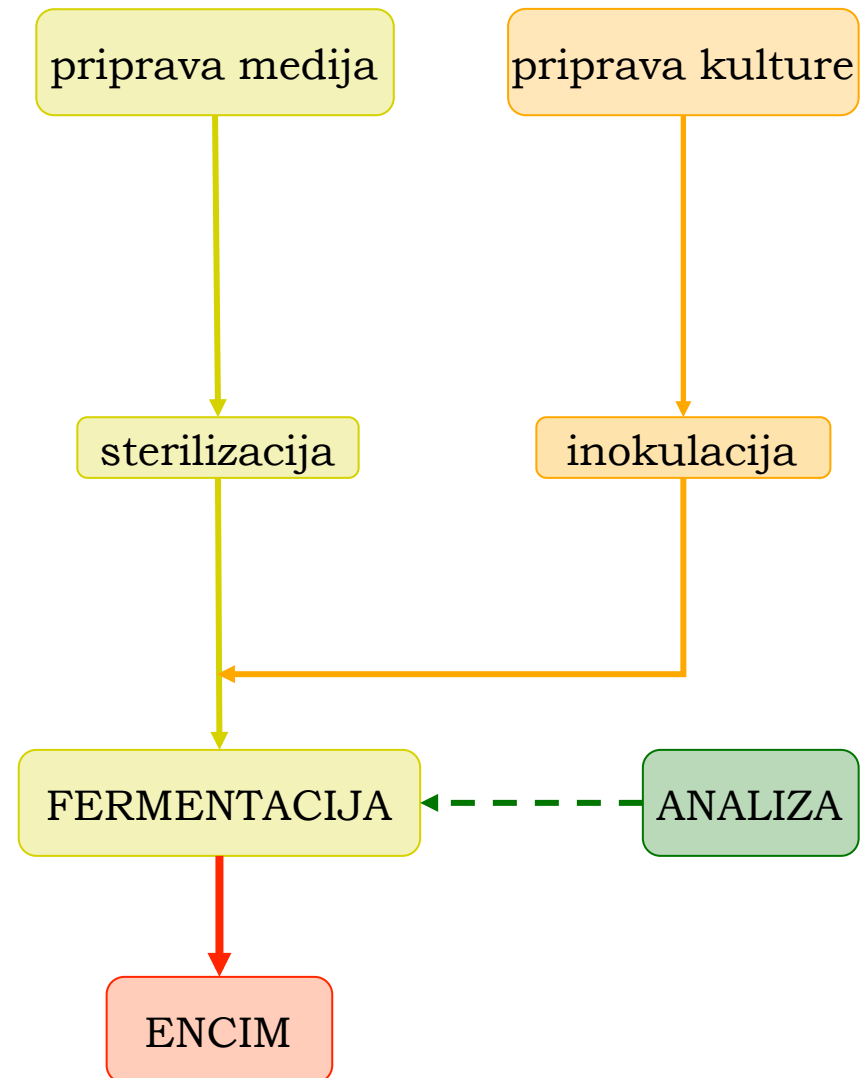 priprava medija
priprava kulture
sterilizacija
inokulacija
FERMENTACIJA
ANALIZA
ENCIM